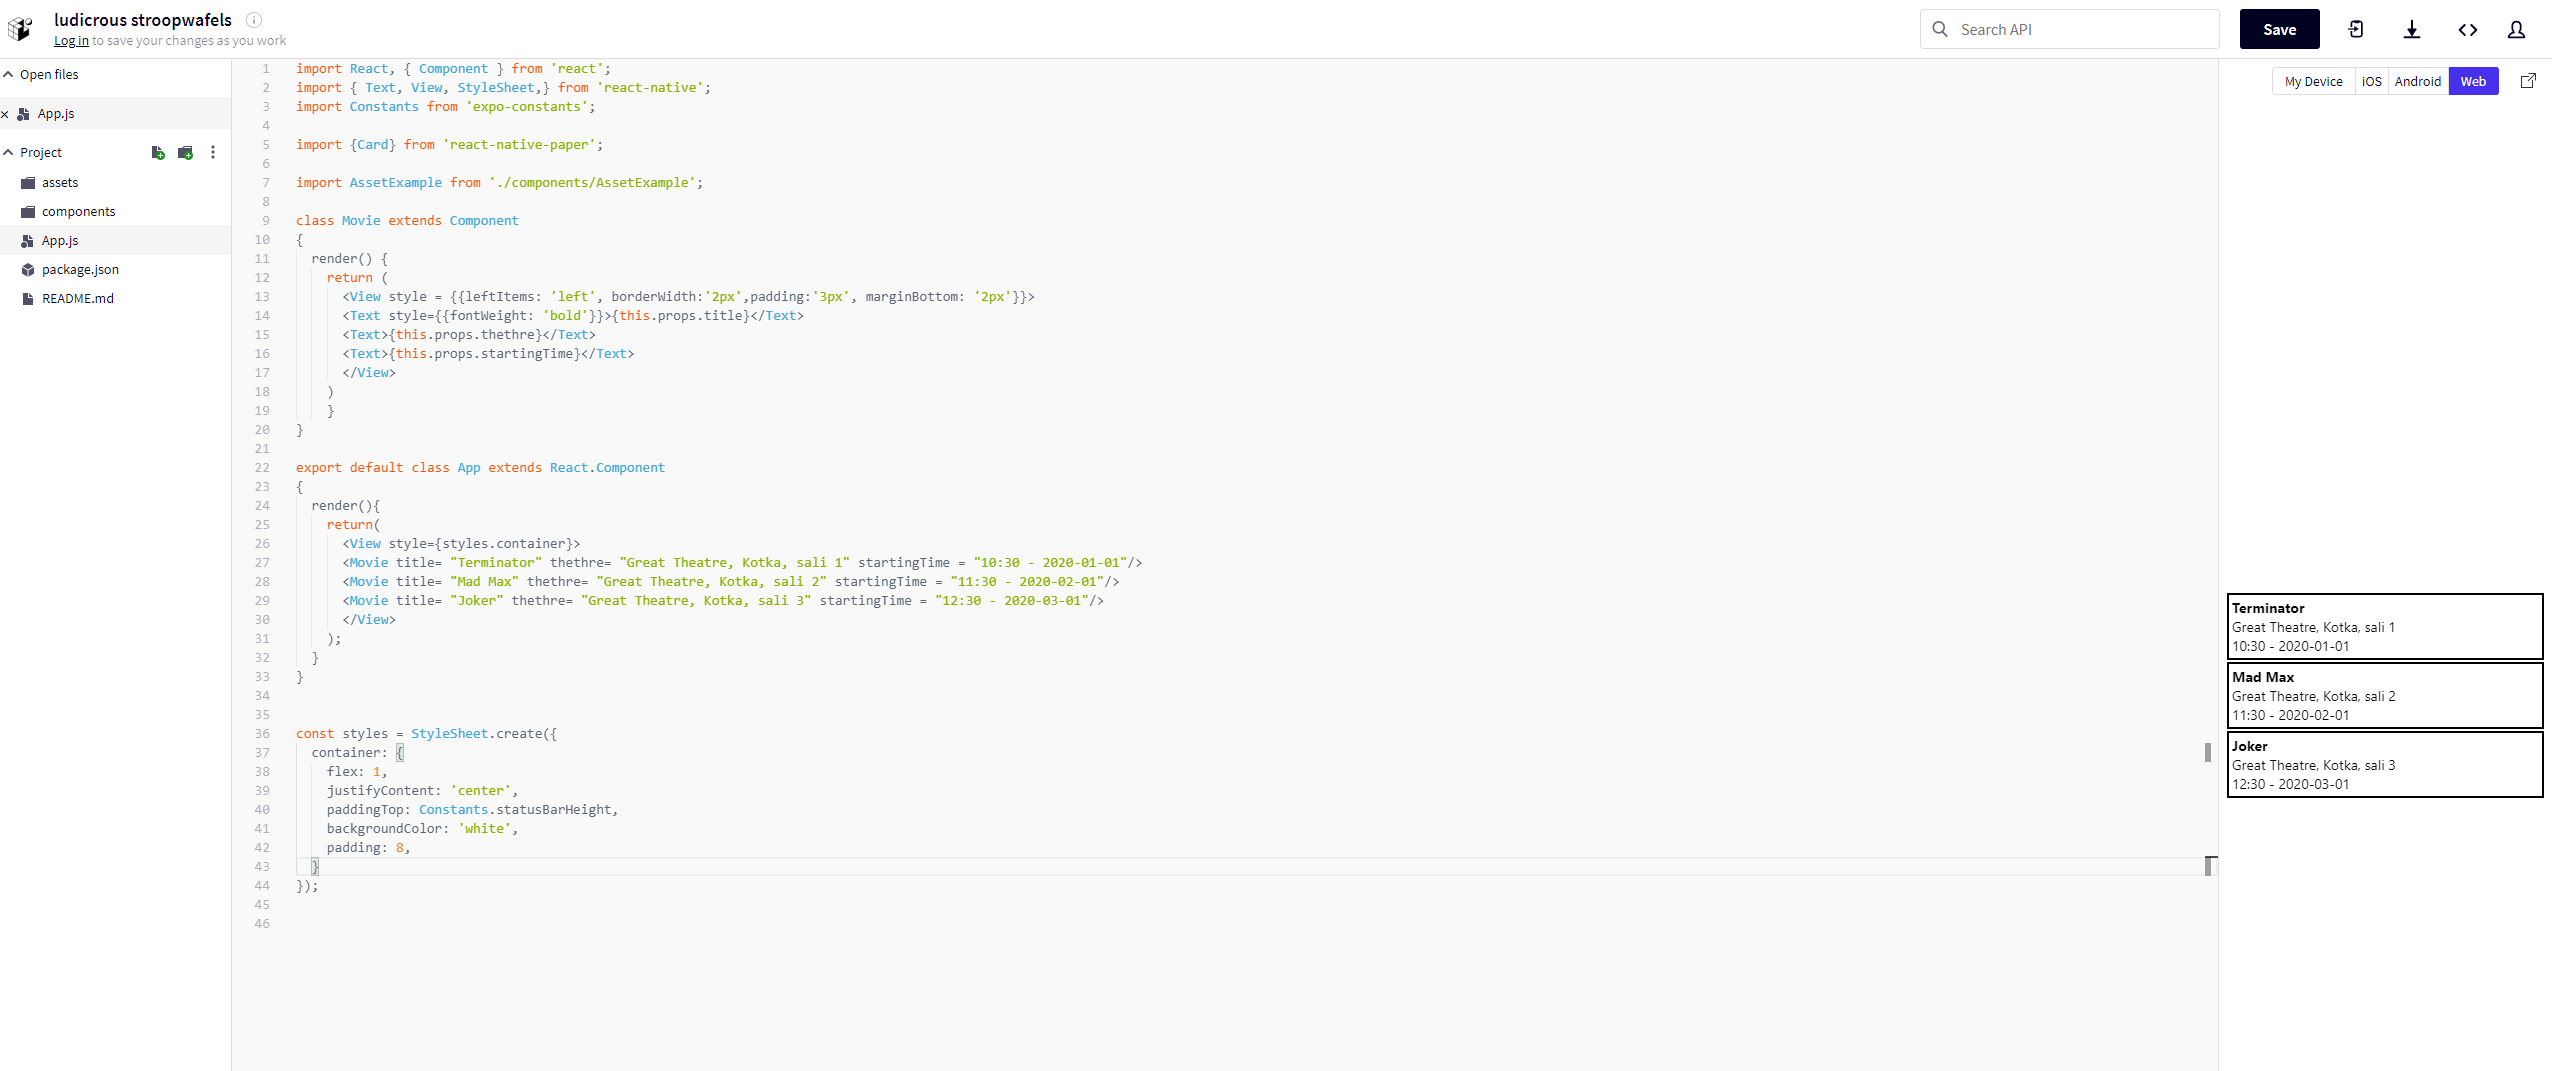 ludicrous stroopwafels
Log in to save your changes as you work
Search API
Save
Open files
App.js
Project
assets
components
App.js
package.json
README.md
1 import React, { Component } from 'react';
2 import { Text, View, StyleSheet,} from 'react-native';
3 import Constants from 'expo-constants';
4
5 import {Card} from 'react-native-paper';
6
7 import AssetExample from './components/AssetExample';
8
9 class Movie extends Component
10 {
11 render() {
12 return (
13 <View style = {{leftItems: 'left', borderWidth:'2px',padding:'3px', marginBottom: '2px'}}>
14 <Text style={{fontWeight: 'bold'}}>{this.props.title}</Text>
15 <Text>{this.props.thethre}</Text>
16 <Text>{this.props.startingTime}</Text>
17 </View>
18 )
19 }
20 }
21
22 export default class App extends React.Component
23 {
24 render(){
25 return(
26 <View style={styles.container}>
27 <Movie title= "Terminator" thethre= "Great Theatre, Kotka, sali 1" startingTime = "10:30 - 2020-01-01"/>
28 <Movie title= "Mad Max" thethre= "Great Theatre, Kotka, sali 2" startingTime = "11:30 - 2020-02-01"/>
29 <Movie title= "Joker" thethre= "Great Theatre, Kotka, sali 3" startingTime = "12:30 - 2020-03-01"/>
30 </View>
31 );
32 }
33 }
34
35
36 const styles = StyleSheet.create({
37 container: {
38 flex: 1,
39 justifyContent: 'center',
40 paddingTop: Constants.statusBarHeight,
41 backgroundColor: 'white',
42 padding: 8,
43 }
44 });
45
46
My Device iOS Android Web
Terminator
Great Theatre, Kotka, sali 1
10:30 - 2020-01-01
Mad Max
Great Theatre, Kotka, sali 2
11:30 - 2020-02-01
Joker
Great Theatre, Kotka, sali 3
12:30 - 2020-03-01